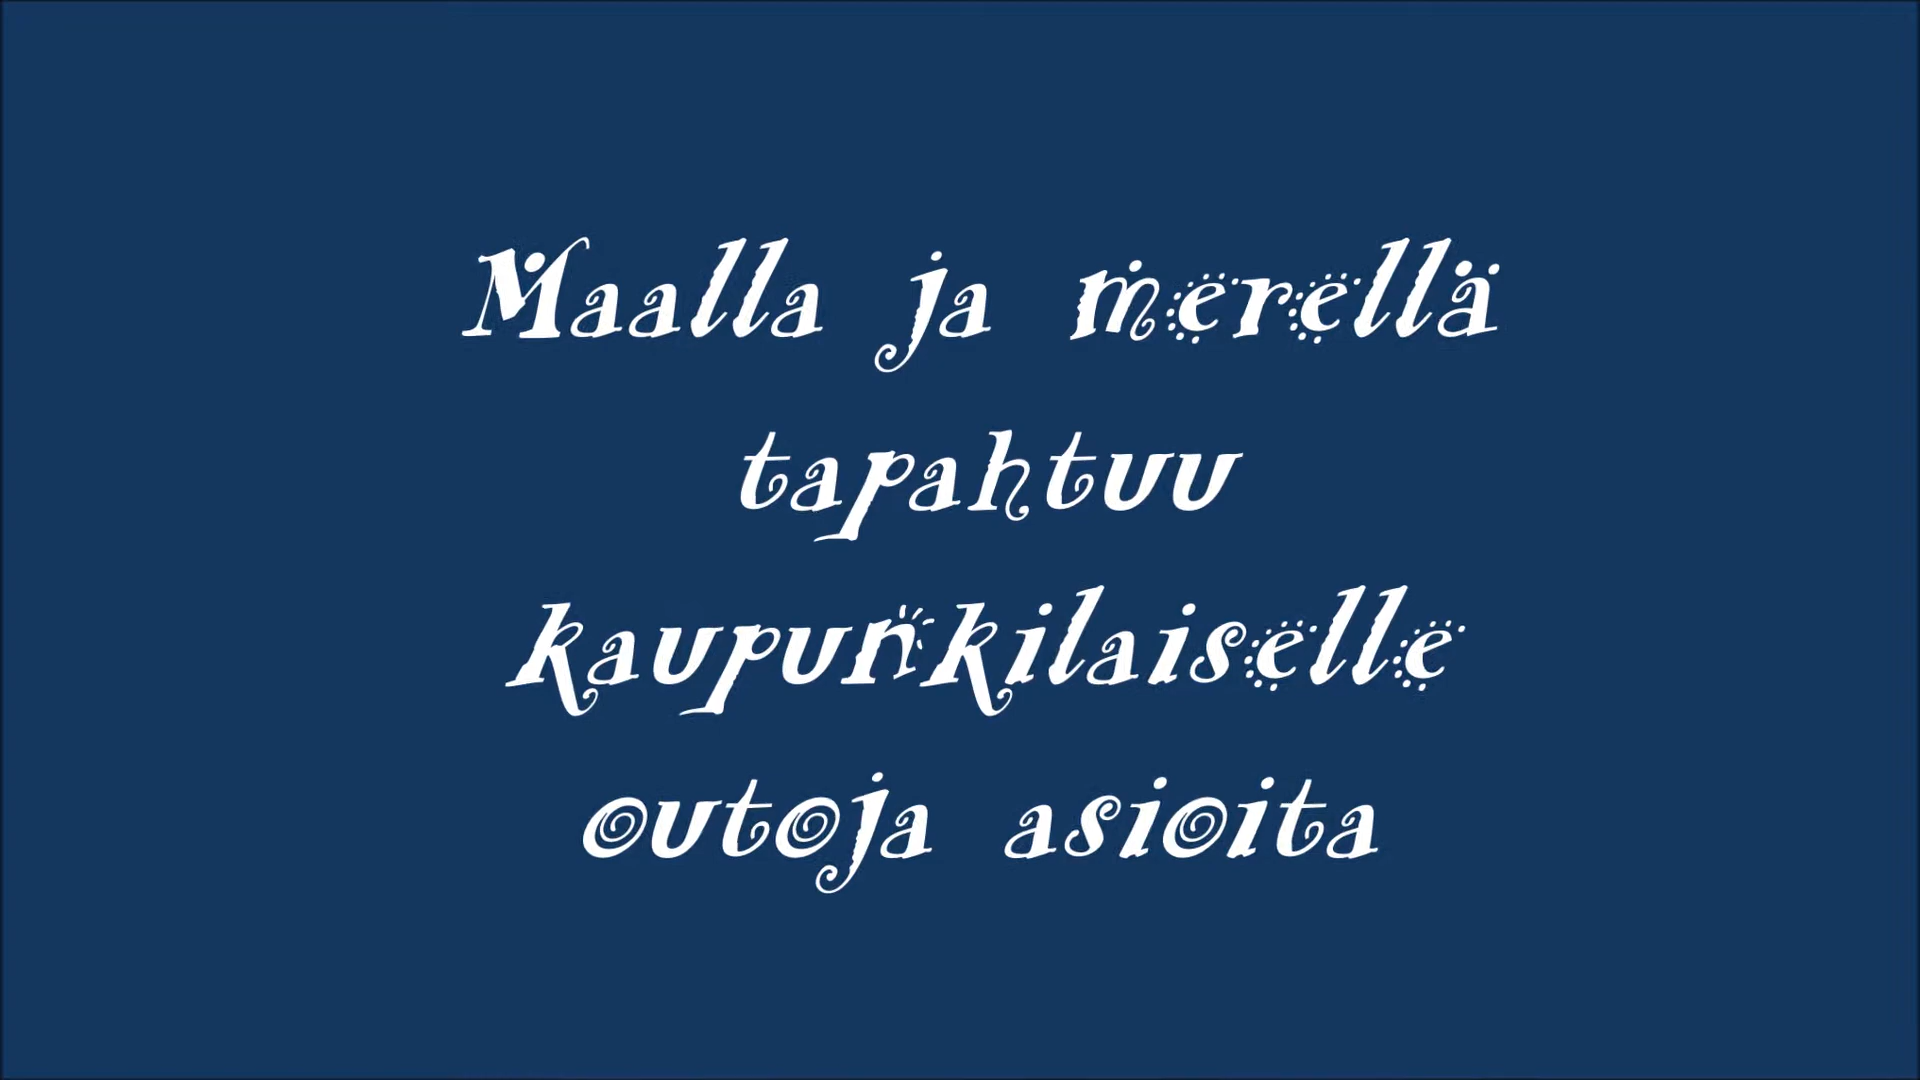 Maalla ja merellä
tapahtuu
kaupunkilaiselle
outoja asioita